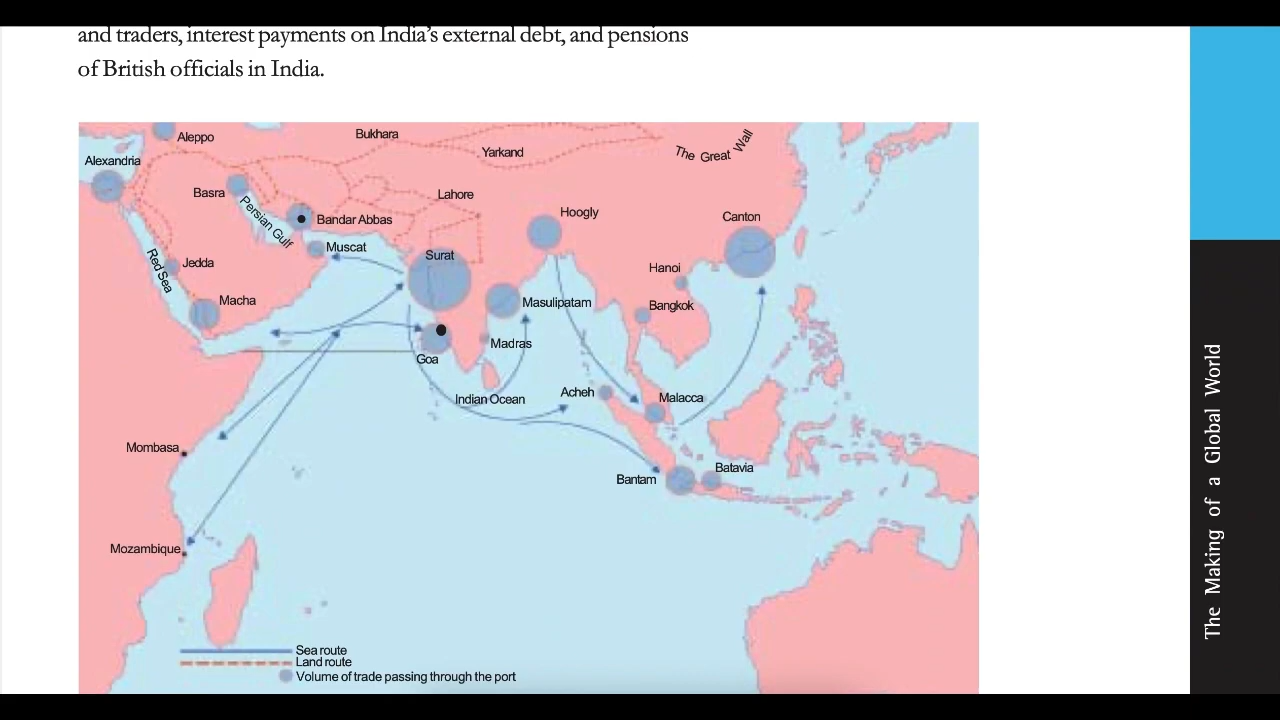 and traders, interest payments on India's external debt, and pensions
of British officials in India.
Aleppo
Bukhara
Yarkand
The Great Wall
Alexandria
Basra
Lahore
Persian Gulf
Bandar Abbas
Hoogly
Canton
Muscat
Surat
Red Sea
Jedda
Hanoi
Macha
Masulipatam
Bangkok
Goa
Madras
Indian Ocean
Acheh
Malacca
Mombasa
Bantam
Batavia
Mozambique
Sea route
Land route
Volume of trade passing through the port
The Making of a Global World